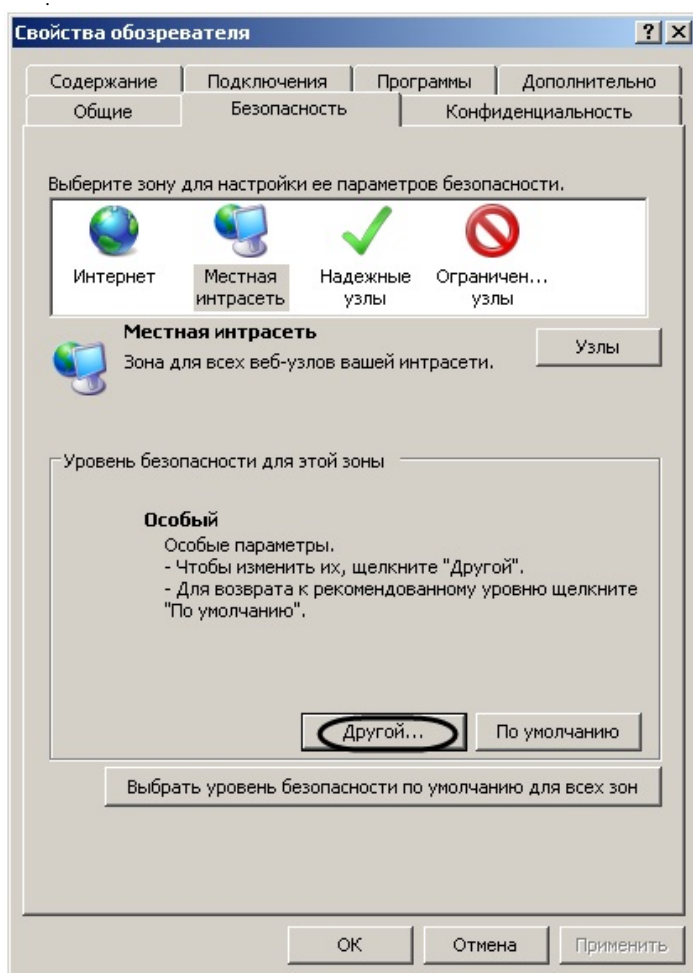 Свойства обозревателя
Содержание Подключения Программы Дополнительно
Общие Безопасность Конфиденциальность
Выберите зону для настройки ее параметров безопасности.
Интернет
Местная
интрасеть
Надежные
узлы
Ограничен...
узлы
Местная интрасеть
Зона для всех веб-узлов вашей интрасети.
Узлы
Уровень безопасности для этой зоны
Особый
Особые параметры.
- Чтобы изменить их, щелкните "Другой".
- Для возврата к рекомендованному уровню щелкните
"По умолчанию".
Другой... По умолчанию
Выбрать уровень безопасности по умолчанию для всех зон
ОК Отмена Применить